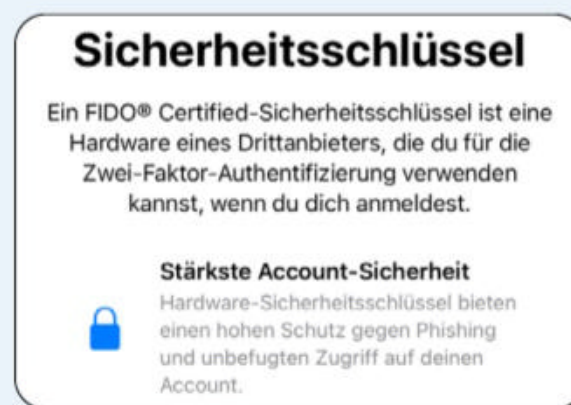 Sicherheitsschlüssel
Ein FIDO® Certified-Sicherheitsschlüssel ist eine
Hardware eines Drittanbieters, die du für die
Zwei-Faktor-Authentifizierung verwenden
kannst, wenn du dich anmeldest.
Stärkste Account-Sicherheit
Hardware-Sicherheitsschlüssel bieten
einen hohen Schutz gegen Phishing
und unbefugten Zugriff auf deinen
Account.